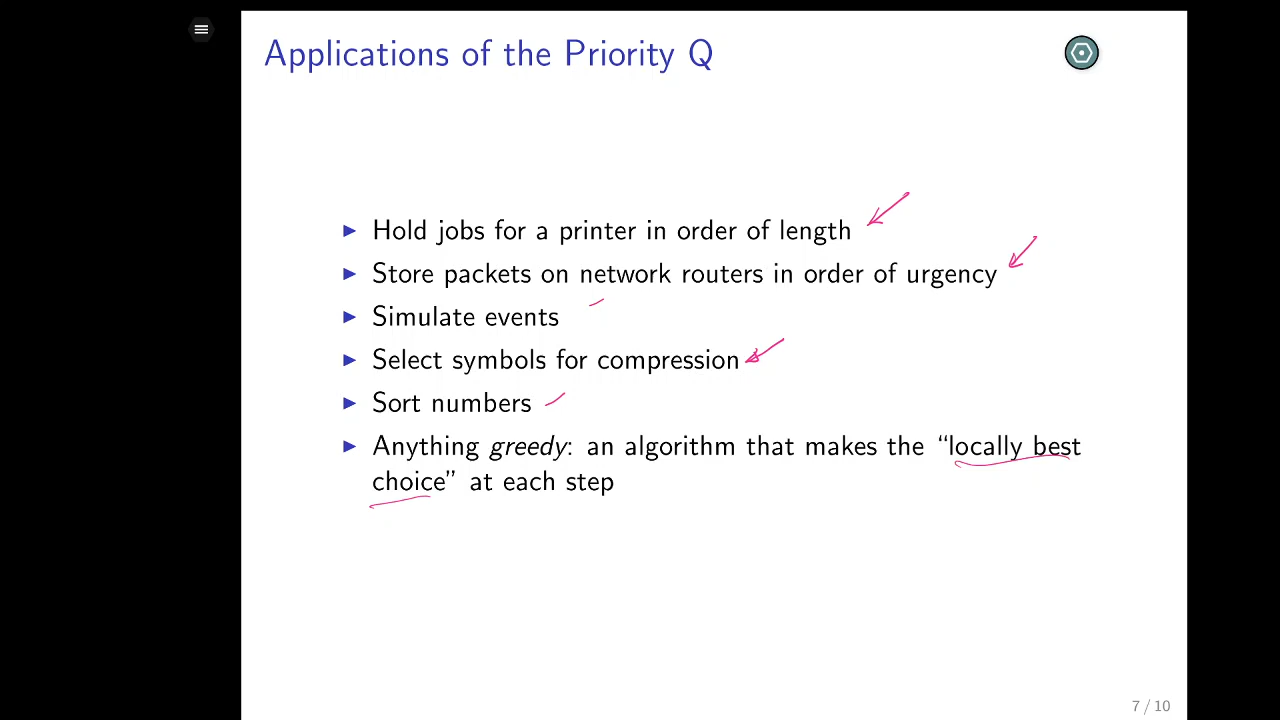 Applications of the Priority Q
▶ Hold jobs for a printer in order of length
▶ Store packets on network routers in order of urgency
▶ Simulate events
▶ Select symbols for compression
▶ Sort numbers
▶ Anything greedy: an algorithm that makes the “locally best
choice” at each step
7 / 10